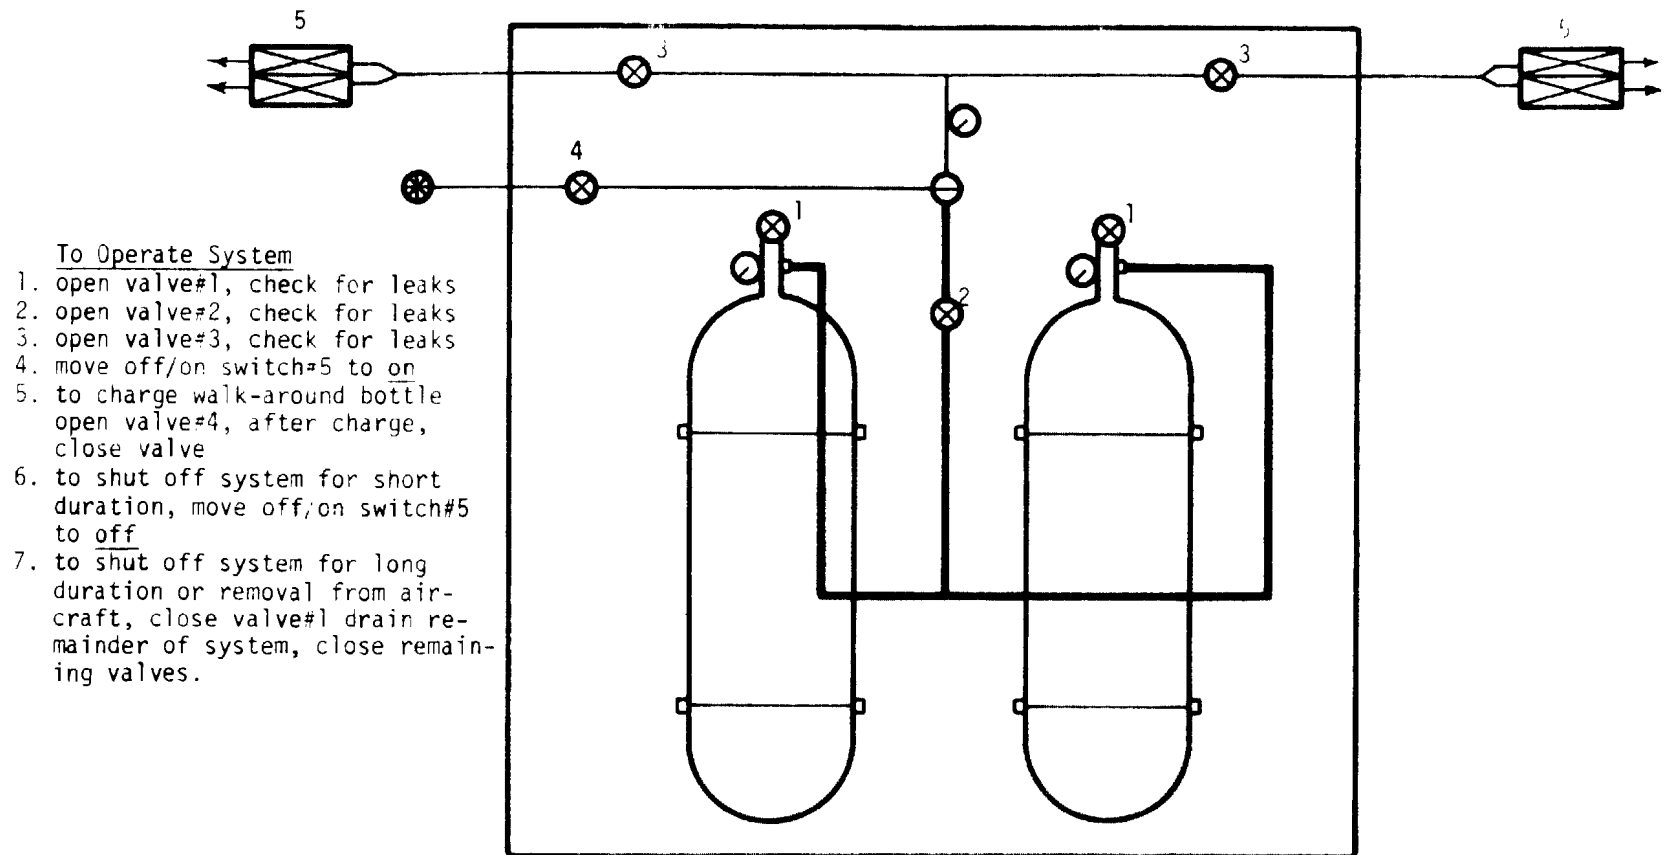 5
5
3
3
4
1
1
2
To Operate System
1. open valve#1, check for leaks
2. open valve#2, check for leaks
3. open valve#3, check for leaks
4. move off/on switch#5 to on
5. to charge walk-around bottle
open valve#4, after charge,
close valve
6. to shut off system for short
duration, move off/on switch#5
to off
7. to shut off system for long
duration or removal from air-
craft, close valve#1 drain re-
mainder of system, close remain-
ing valves.